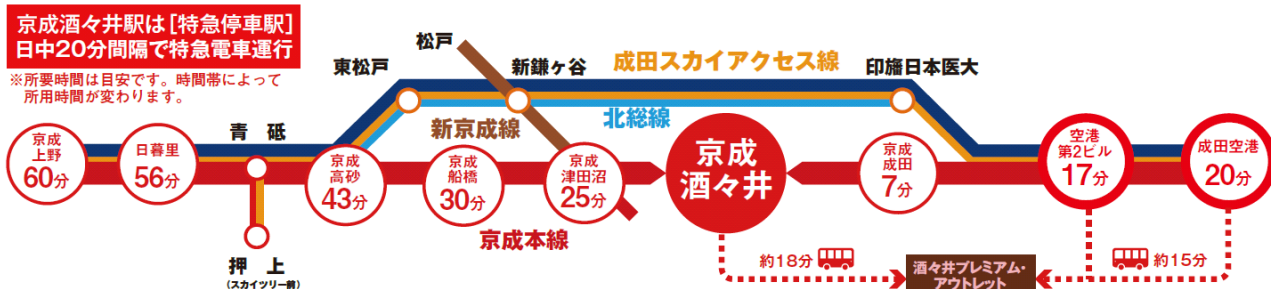 京成酒々井駅は[特急停車駅]
日中20分間隔で特急電車運行
※所要時間は目安です。時間帯によって
所用時間が変わります。
松戸
東松戸
新鎌ヶ谷
成田スカイアクセス線
印旛日本医大
北総線
新京成線
青砥
京成
上野
60分
日暮里
56分
京成
高砂
43分
京成
船橋
30分
京成
津田沼
25分
京成
酒々井
京成
成田
7分
空港
第2ビル
17分
成田空港
20分
京成本線
押上
(スカイツリー前)
約18分
酒々井プレミアム・
アウトレット
約15分